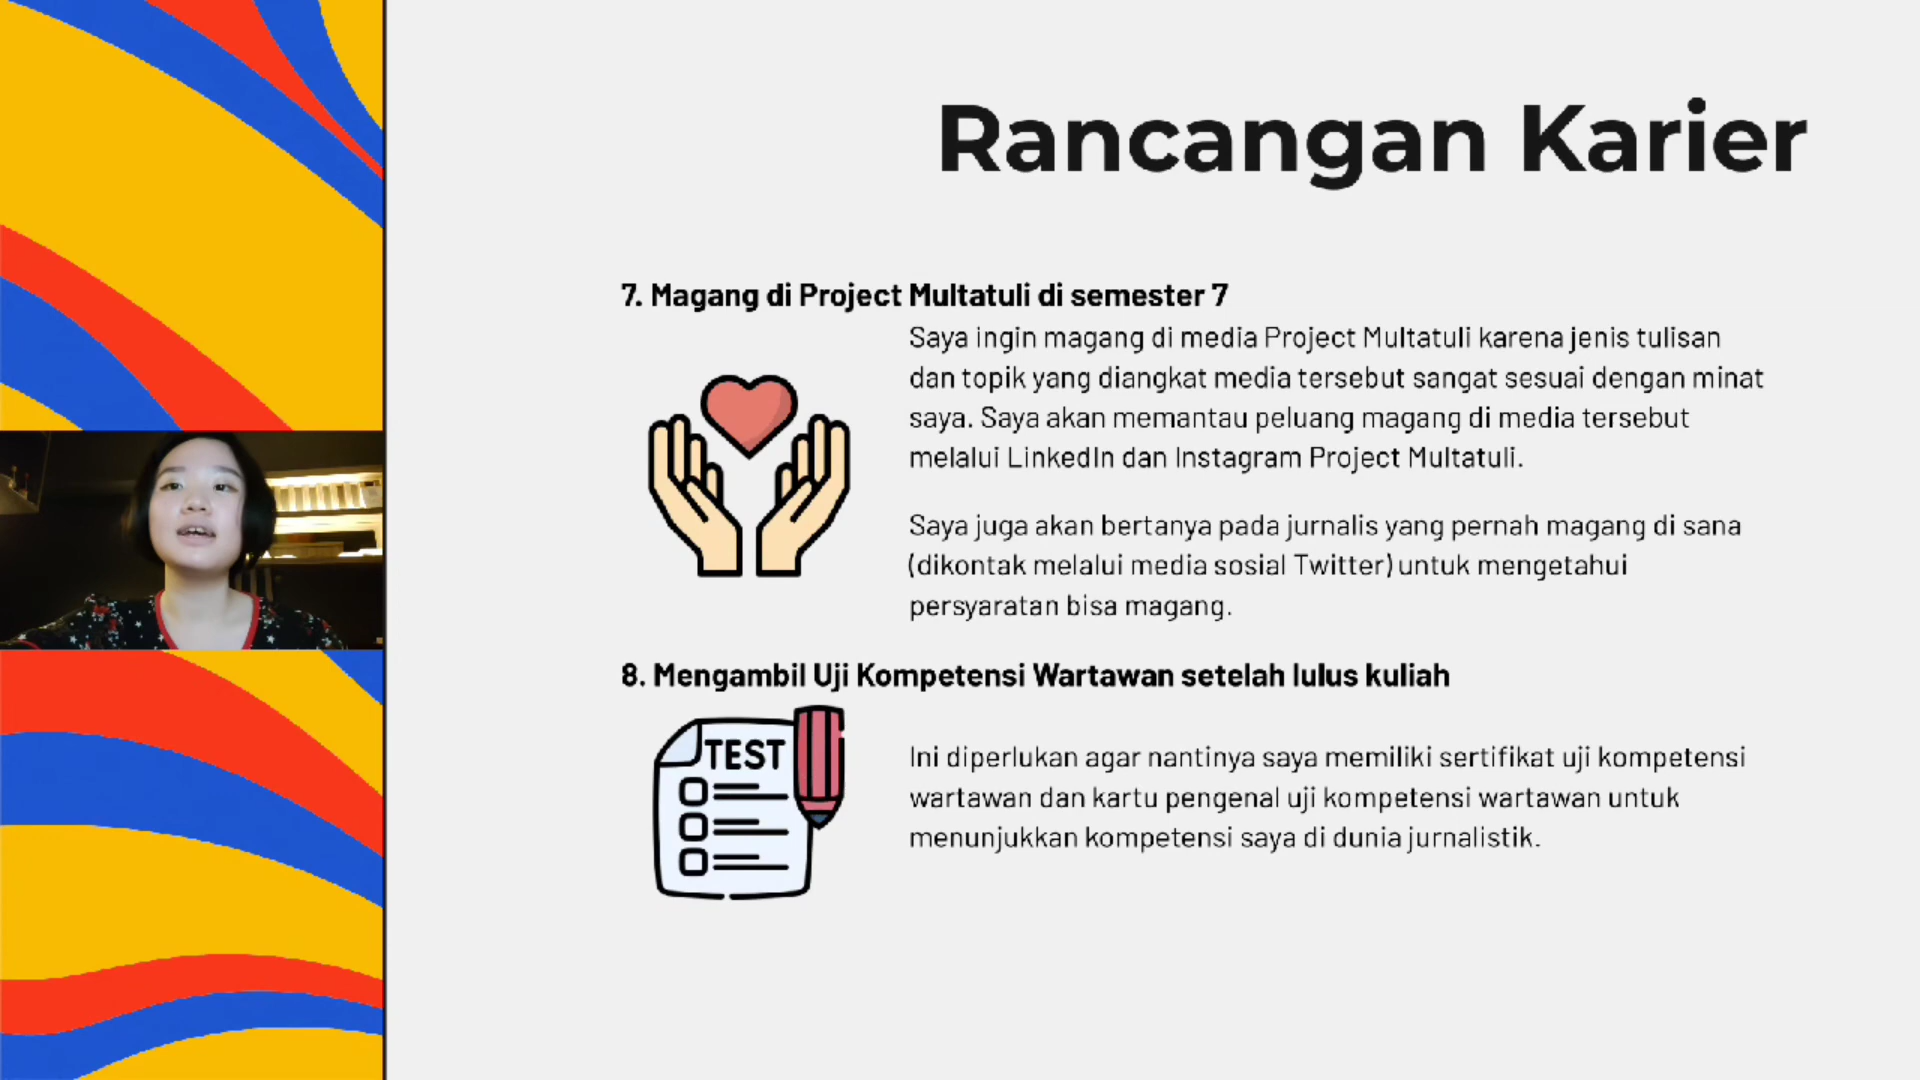 Rancangan Karier
7. Magang di Project Multatuli di semester 7
Saya ingin magang di media Project Multatuli karena jenis tulisan
dan topik yang diangkat media tersebut sangat sesuai dengan minat
saya. Saya akan memantau peluang magang di media tersebut
melalui LinkedIn dan Instagram Project Multatuli.
Saya juga akan bertanya pada jurnalis yang pernah magang di sana
(dikontak melalui media sosial Twitter) untuk mengetahui
persyaratan bisa magang.
8. Mengambil Uji Kompetensi Wartawan setelah lulus kuliah
TEST
Ini diperlukan agar nantinya saya memiliki sertifikat uji kompetensi
wartawan dan kartu pengenal uji kompetensi wartawan untuk
menunjukkan kompetensi saya di dunia jurnalistik.